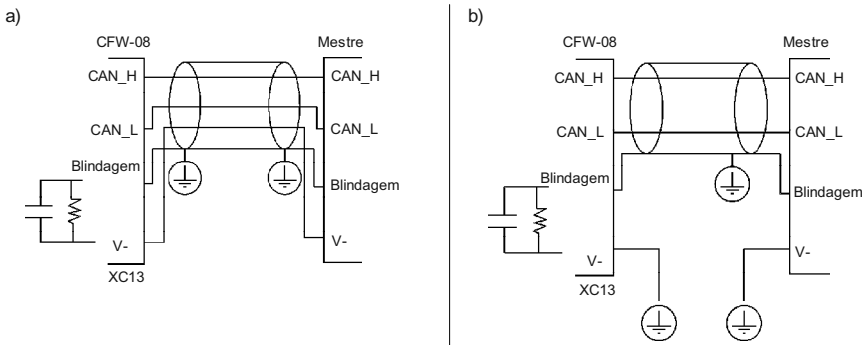 a)
CFW-08
Mestre
CAN_H
CAN_H
CAN_L
CAN_L
Blindagem
Blindagem
V-
V-
XC13
b)
CFW-08
Mestre
CAN_H
CAN_H
CAN_L
CAN_L
Blindagem
Blindagem
V-
V-
XC13